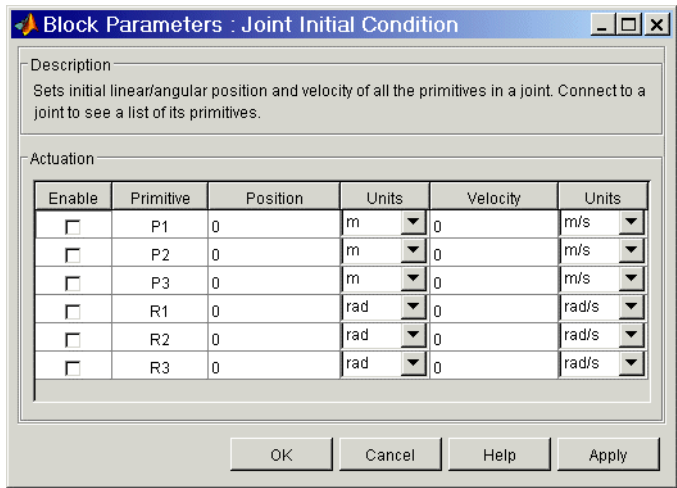 Block Parameters : Joint Initial Condition
Description
Sets initial linear/angular position and velocity of all the primitives in a joint. Connect to a
joint to see a list of its primitives.
Actuation
Enable Primitive Position Units Velocity Units
P1 0 m 0 m/s
P2 0 m 0 m/s
P3 0 m 0 m/s
R1 0 rad 0 rad/s
R2 0 rad 0 rad/s
R3 0 rad 0 rad/s
OK Cancel Help Apply